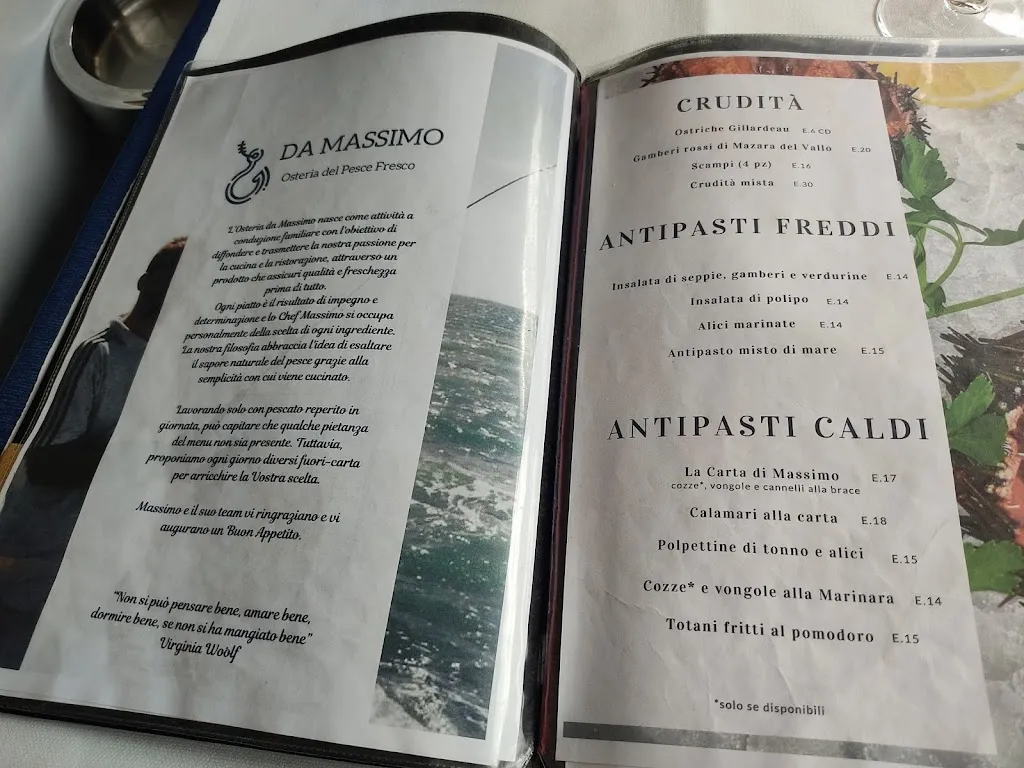 DA MASSIMO
Osteria del Pesce Fresco
L'Osteria da Massimo nasce come attività a
conduzione familiare con l'obiettivo di
diffondere e trasmettere la nostra passione per
la cucina e la ristorazione, attraverso un
prodotto che assicuri qualità e freschezza
prima di tutto.
Ogni piatto è il risultato di impegno e
determinazione e lo Chef Massimo si occupa
personalmente della scelta di ogni ingrediente.
La nostra filosofia abbraccia l'idea di esaltare
il sapore naturale del pesce grazie alla
semplicità con cui viene cucinato.
Lavorando solo con pescato reperito in
giornata, può capitare che qualche pietanza
del menu non sia presente. Tuttavia,
proponiamo ogni giorno diversi fuori-carta
per arricchire la Vostra scelta.
Massimo e il suo team vi ringraziano e vi
augurano un Buon Appetito.
"Non si può pensare bene, amare bene,
dormire bene, se non si ha mangiato bene"
Virginia Woolf
CRUDITÀ
Ostriche Gillardeau E.6 CD
Gamberi rossi di Mazara del Vallo E.20
Scampi (4 pz) E.16
Crudità mista E.30
ANTIPASTI FREDDI
Insalata di seppie, gamberi e verdurine E.14
Insalata di polipo E.14
Alici marinate E.14
Antipasto misto di mare E.15
ANTIPASTI CALDI
La Carta di Massimo E.17
cozze*, vongole e cannelli alla brace
Calamari alla carta E.18
Polpettine di tonno e alici E.15
Cozze* e vongole alla Marinara E.14
Totani fritti al pomodoro E.15
*solo se disponibili